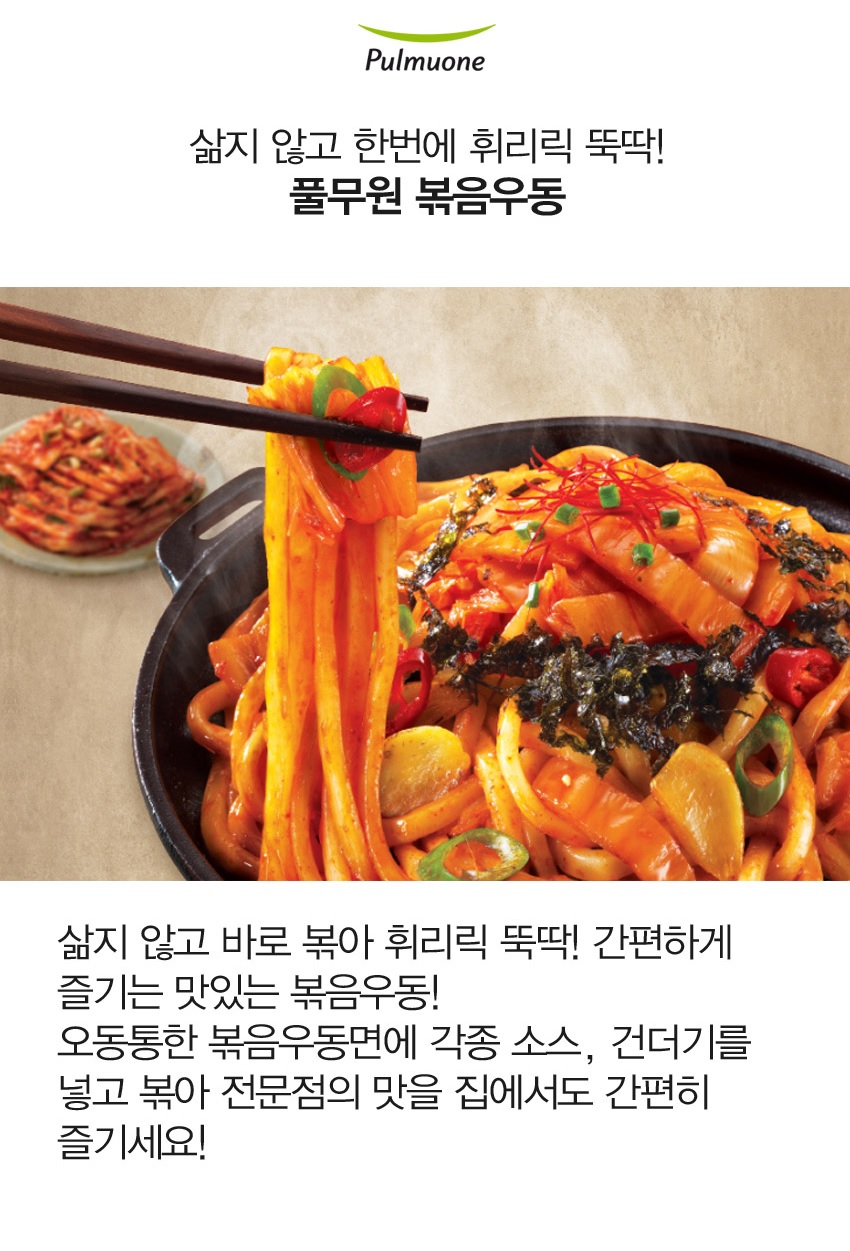 Pulmuone
삶지 않고 한번에 휘리릭 뚝딱!
풀무원 볶음우동
삶지 않고 바로 볶아 휘리릭 뚝딱! 간편하게
즐기는 맛있는 볶음우동!
오동통한 볶음우동면에 각종 소스, 건더기를
넣고 볶아 전문점의 맛을 집에서도 간편히
즐기세요!